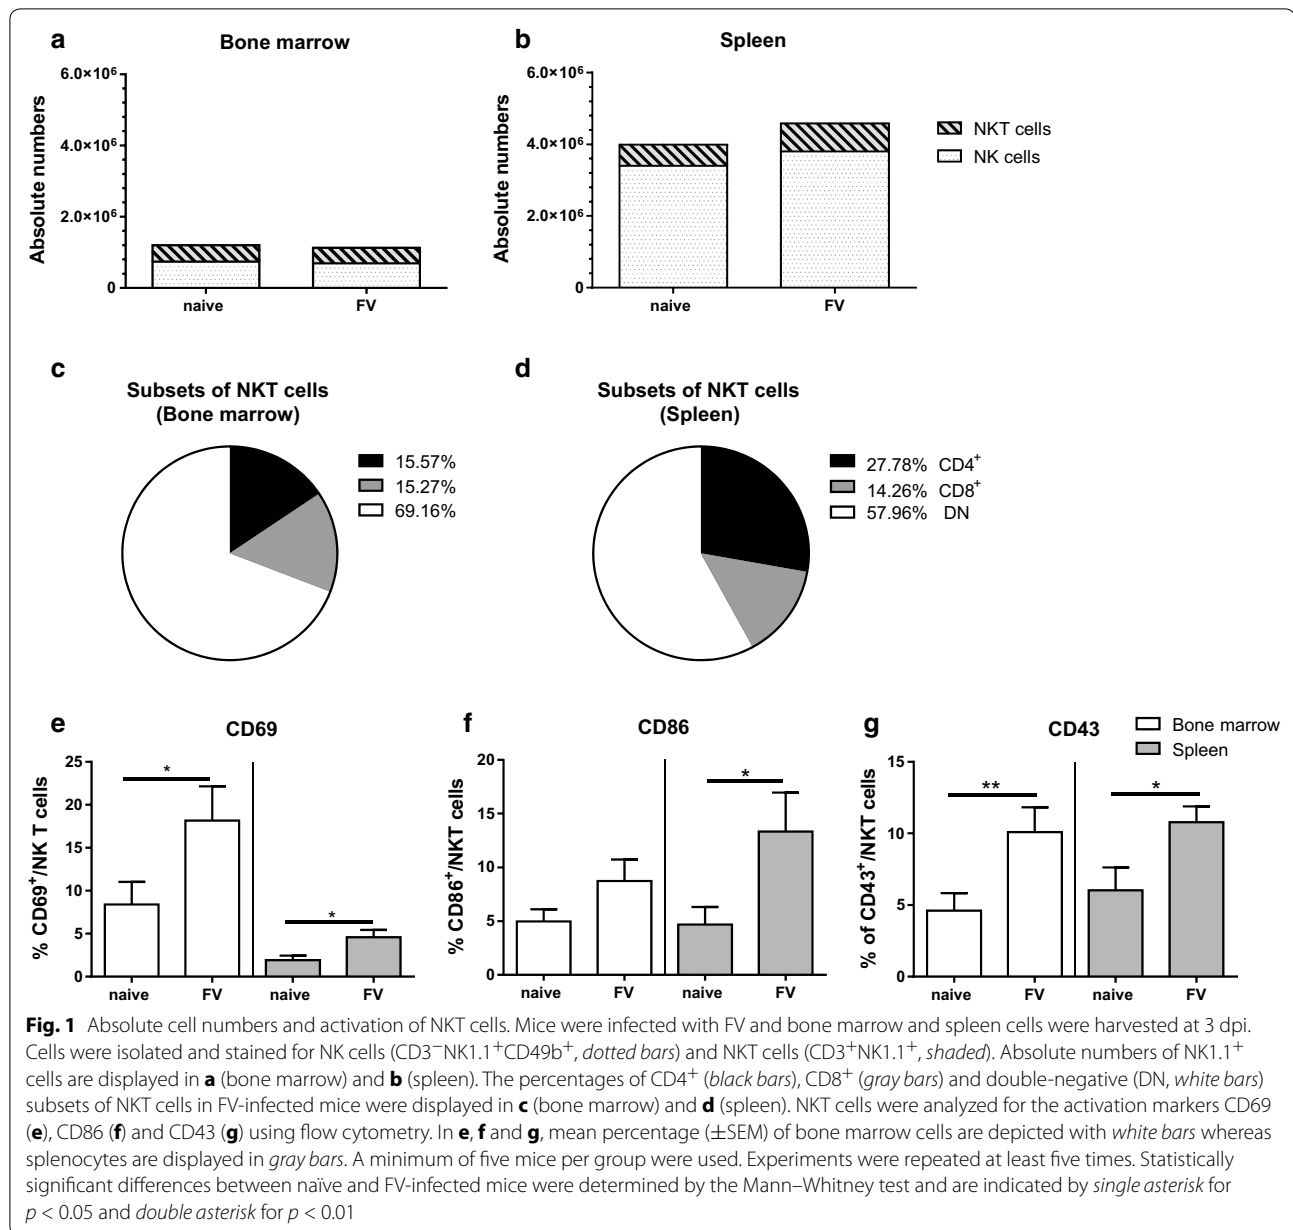 a
Bone marrow
Absolute numbers
6.0×10⁶
4.0×10⁶
2.0×10⁶
0
naive
FV
b
Spleen
Absolute numbers
6.0×10⁶
4.0×10⁶
2.0×10⁶
0
naive
FV
NKT cells
NK cells
c
Subsets of NKT cells
(Bone marrow)
15.57%
15.27%
69.16%
d
Subsets of NKT cells
(Spleen)
27.78% CD4⁺
14.26% CD8⁺
57.96% DN
e
CD69
% CD69⁺/NK T cells
25
20
15
10
5
0
*
*
naive
FV
naive
FV
f
CD86
% CD86⁺/NKT cells
20
15
10
5
0
*
naive
FV
naive
FV
g
CD43
% of CD43⁺/NKT cells
15
10
5
0
**
*
naive
FV
naive
FV
Bone marrow
Spleen
Fig. 1 Absolute cell numbers and activation of NKT cells. Mice were infected with FV and bone marrow and spleen cells were harvested at 3 dpi.
Cells were isolated and stained for NK cells (CD3⁻NK1.1⁺CD49b⁺, dotted bars) and NKT cells (CD3⁺NK1.1⁺, shaded). Absolute numbers of NK1.1⁺
cells are displayed in a (bone marrow) and b (spleen). The percentages of CD4⁺ (black bars), CD8⁺ (gray bars) and double-negative (DN, white bars)
subsets of NKT cells in FV-infected mice were displayed in c (bone marrow) and d (spleen). NKT cells were analyzed for the activation markers CD69
(e), CD86 (f) and CD43 (g) using flow cytometry. In e, f and g, mean percentage (±SEM) of bone marrow cells are depicted with white bars whereas
splenocytes are displayed in gray bars. A minimum of five mice per group were used. Experiments were repeated at least five times. Statistically
significant differences between naïve and FV-infected mice were determined by the Mann–Whitney test and are indicated by single asterisk for
p < 0.05 and double asterisk for p < 0.01